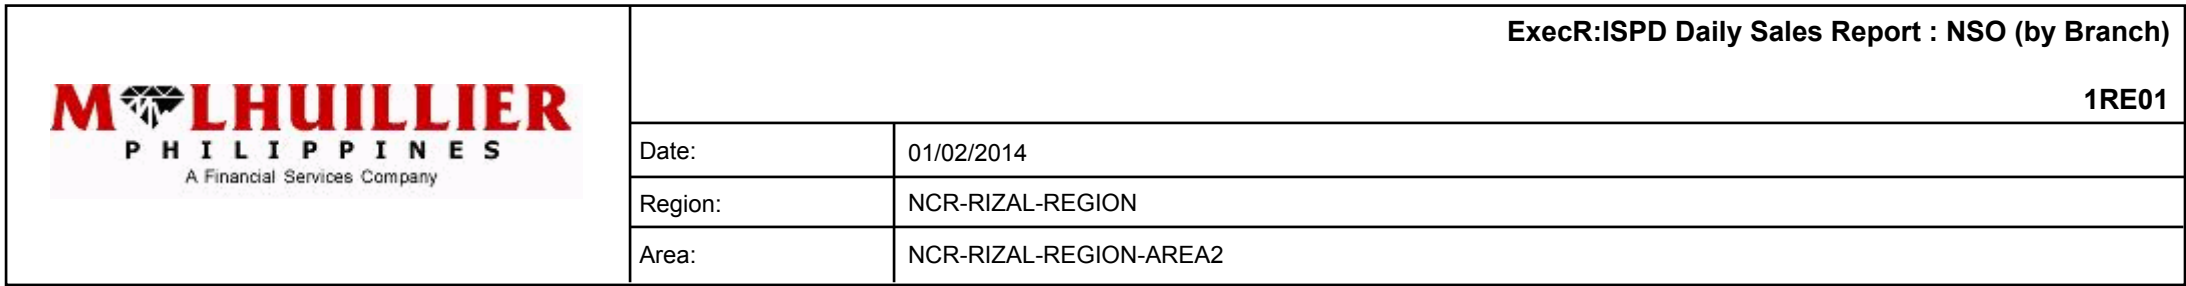 M LHUILLIER
PHILIPPINES
A Financial Services Company
ExecR:ISPD Daily Sales Report : NSO (by Branch)
1RE01
Date: 01/02/2014
Region: NCR-RIZAL-REGION
Area: NCR-RIZAL-REGION-AREA2